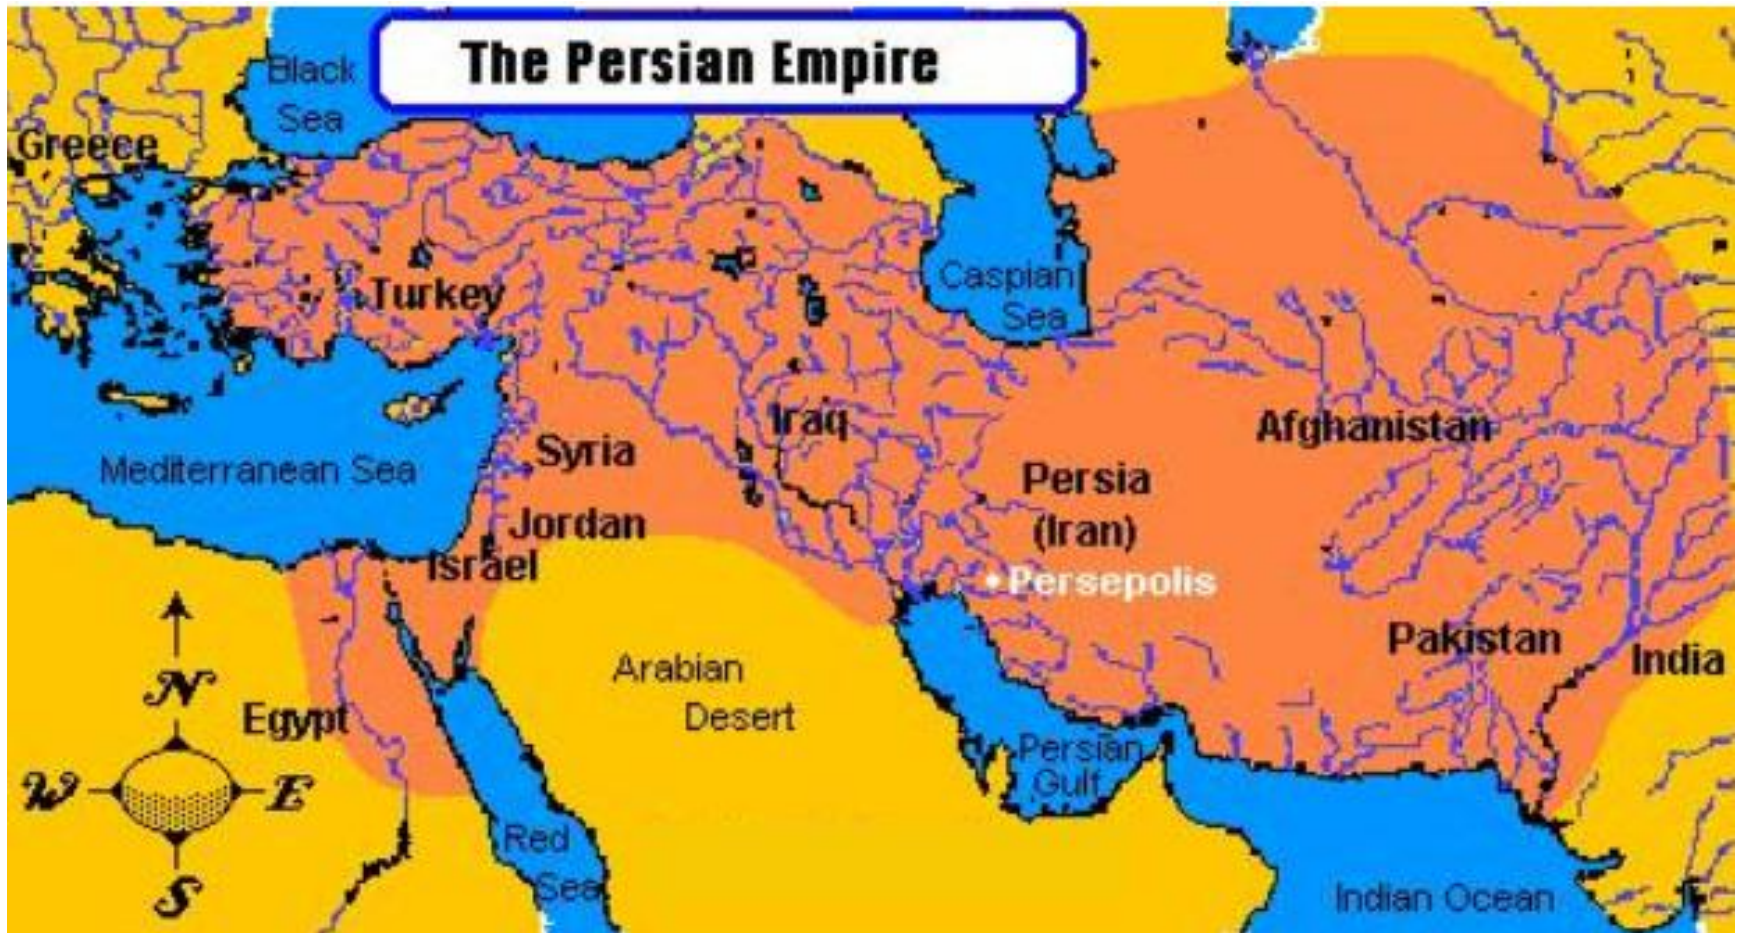 The Persian Empire
Black
Sea
Greece
Caspian
Sea
Turkey
Iraq
Afghanistan
Syria
Mediterranean Sea
Persia
(Iran)
Jordan
Israel
Persepolis
Pakistan
India
Arabian
Desert
Egypt
N
W
E
S
Persian
Gulf
Red
Sea
Indian Ocean